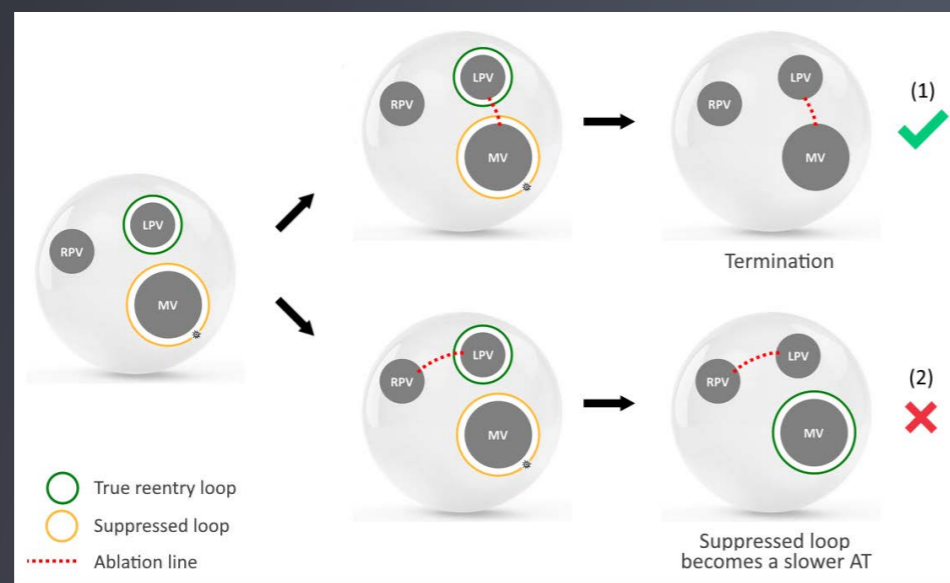 RPV
LPV
MV
RPV
LPV
MV
RPV
LPV
MV
Termination
(1)
RPV
LPV
MV
RPV
LPV
MV
Suppressed loop
becomes a slower AT
(2)
True reentry loop
Suppressed loop
Ablation line